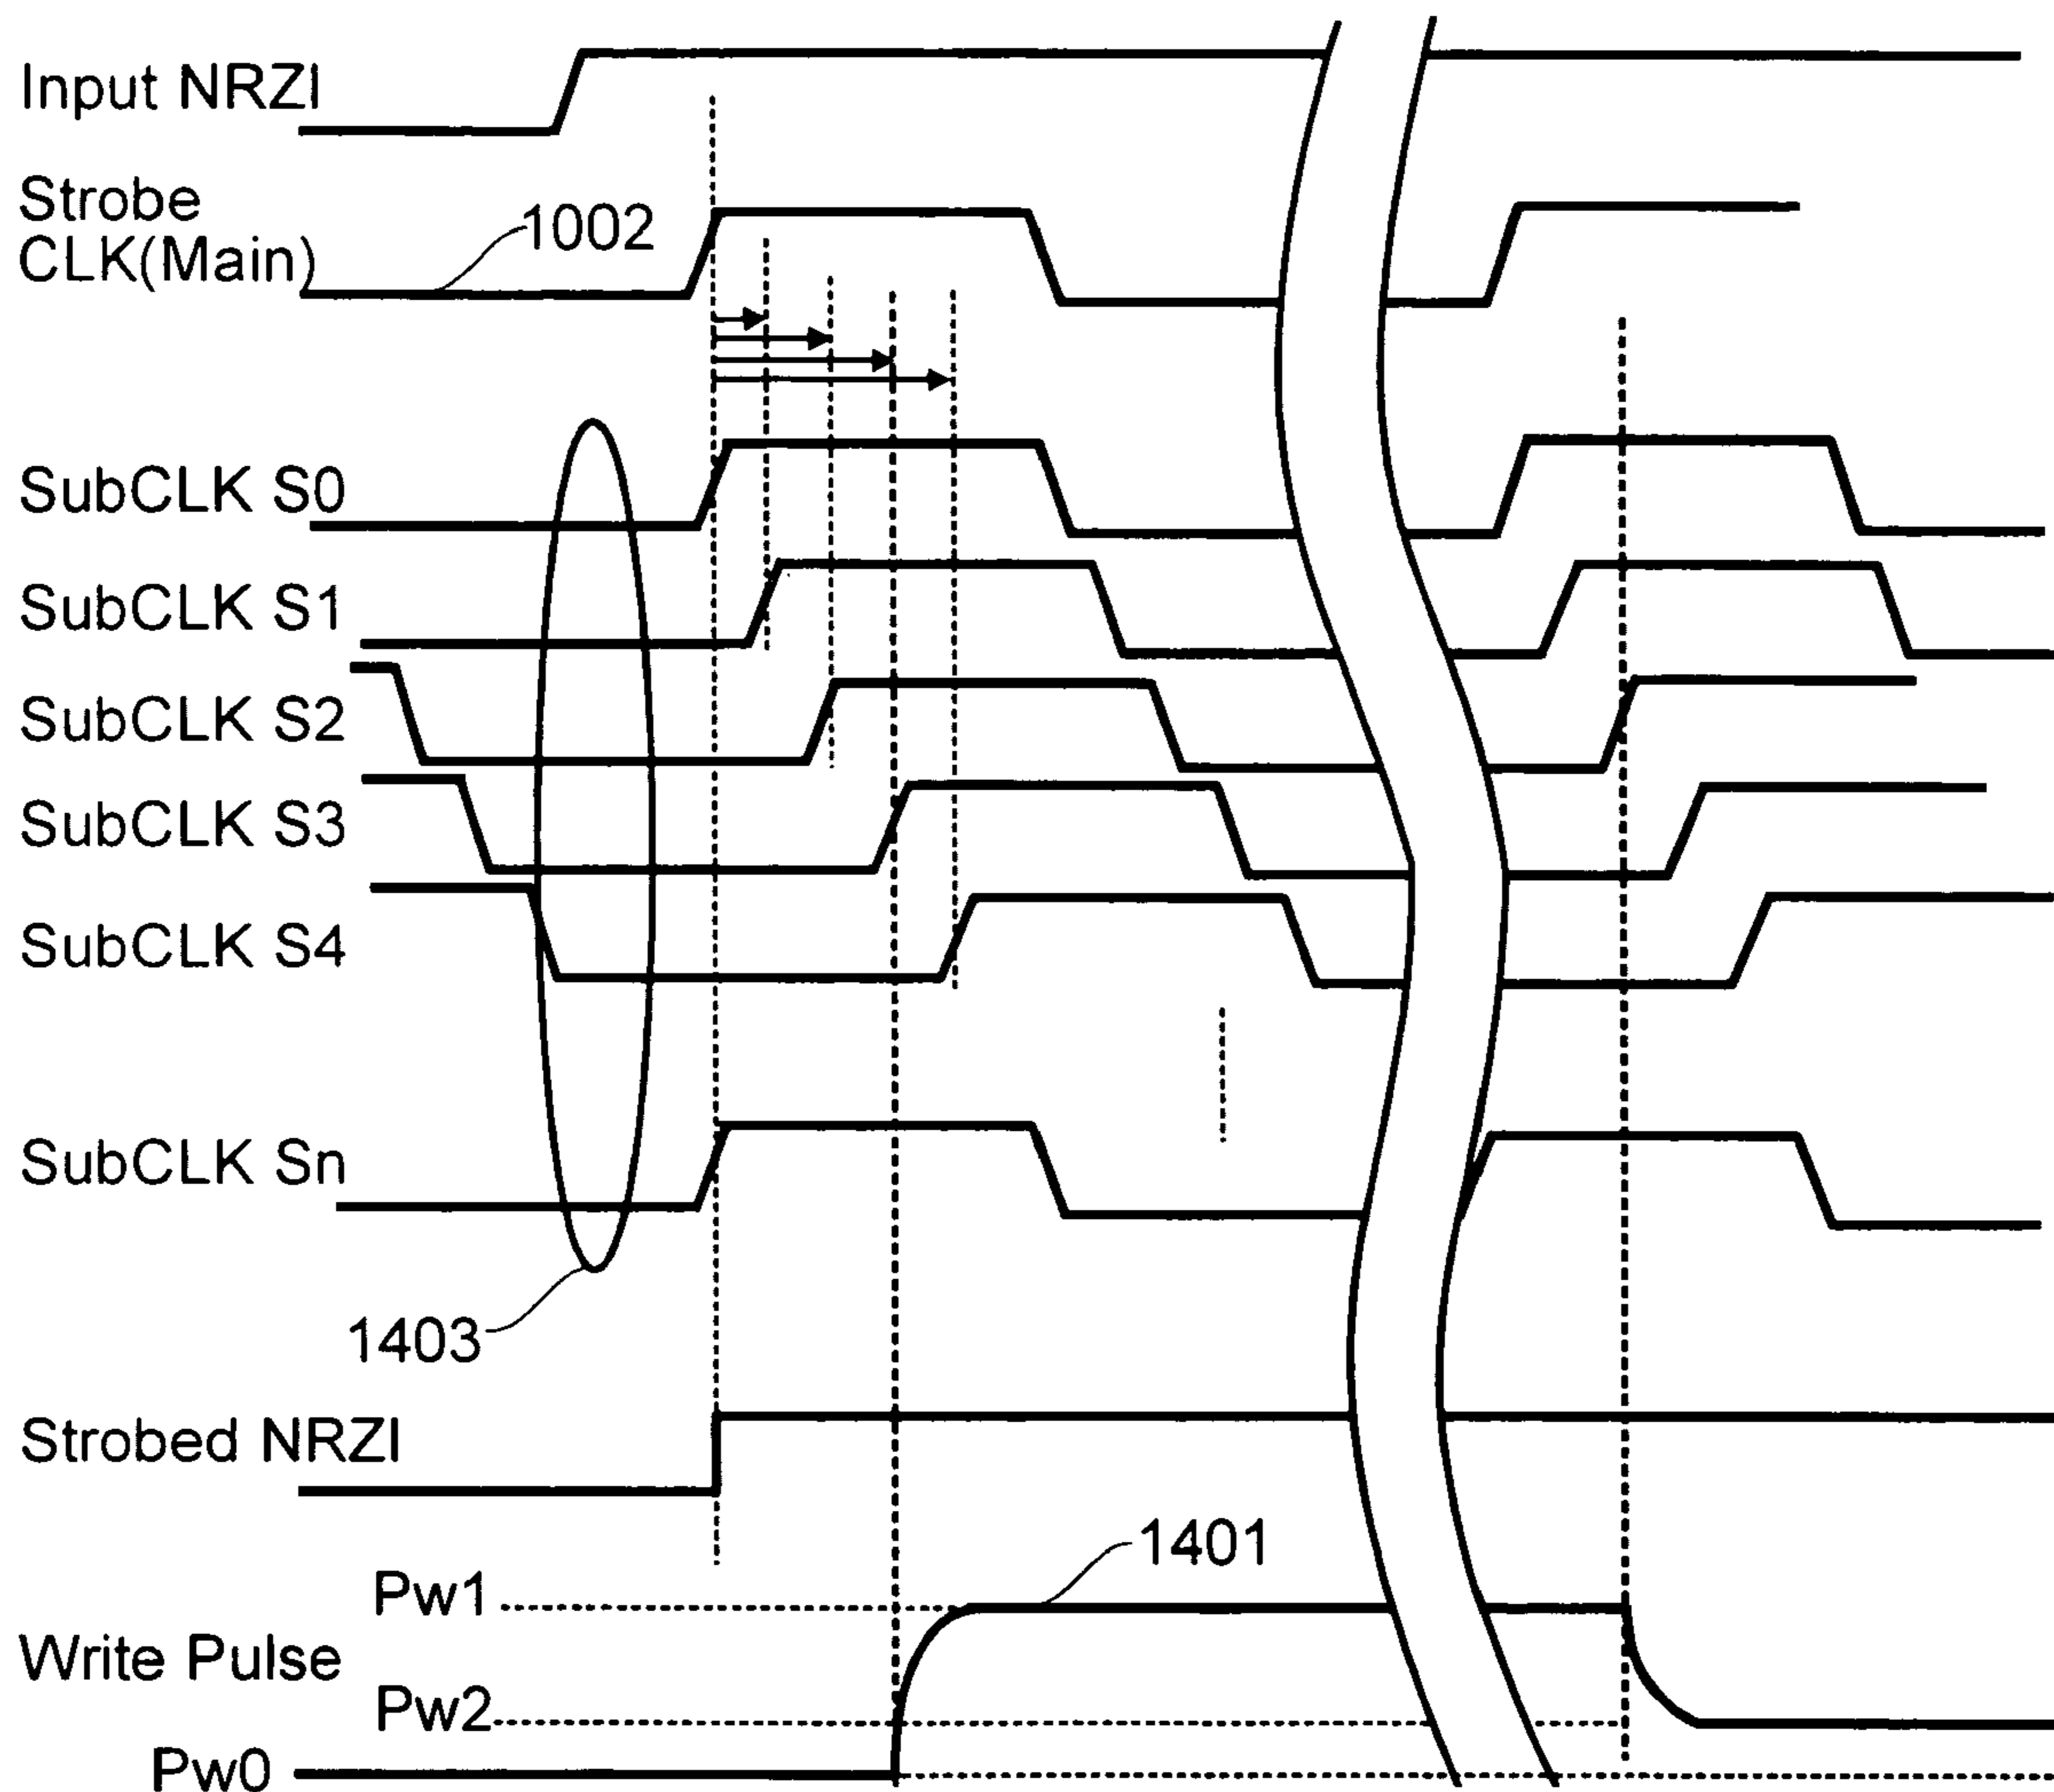 Input NRZI
Strobe
CLK(Main)
1002
SubCLK S0
SubCLK S1
SubCLK S2
SubCLK S3
SubCLK S4
SubCLK Sn
1403
Strobed NRZI
1401
Pw1
Write Pulse
Pw2
Pw0